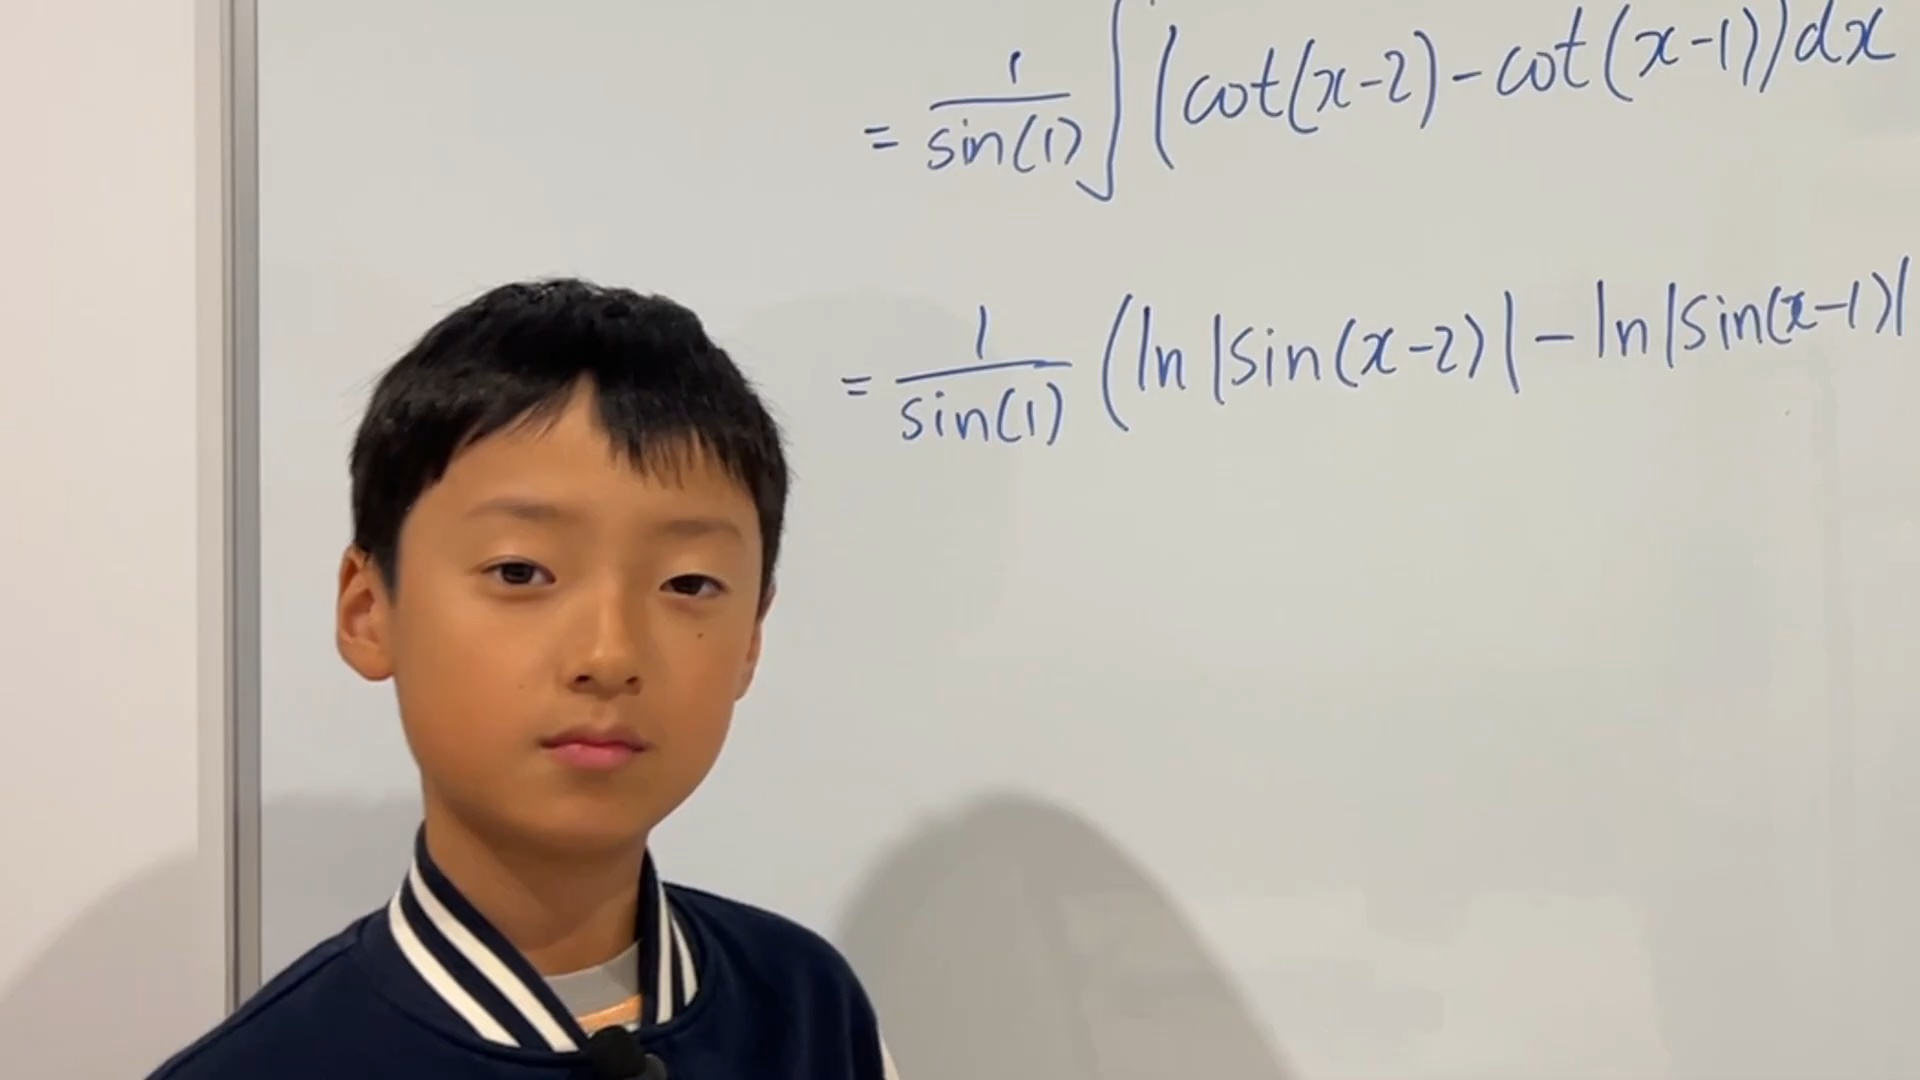 = 1/sin(1) ∫ (cot(x-2) - cot(x-1)) dx
= 1/sin(1) (ln |sin(x-2)| - ln |sin(x-1)|